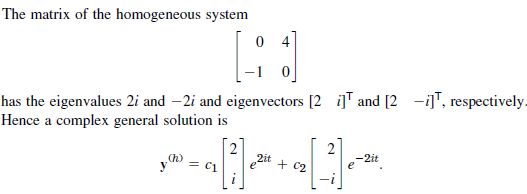 The matrix of the homogeneous system
[ 0 4 ]
[ −1 0 ]
has the eigenvalues 2i and −2i and eigenvectors [2 i]ᵀ and [2 −i]ᵀ, respectively.
Hence a complex general solution is
y⁽ʰ⁾ = c₁ [2; i] e²ⁱᵗ + c₂ [2; −i] e⁻²ⁱᵗ.